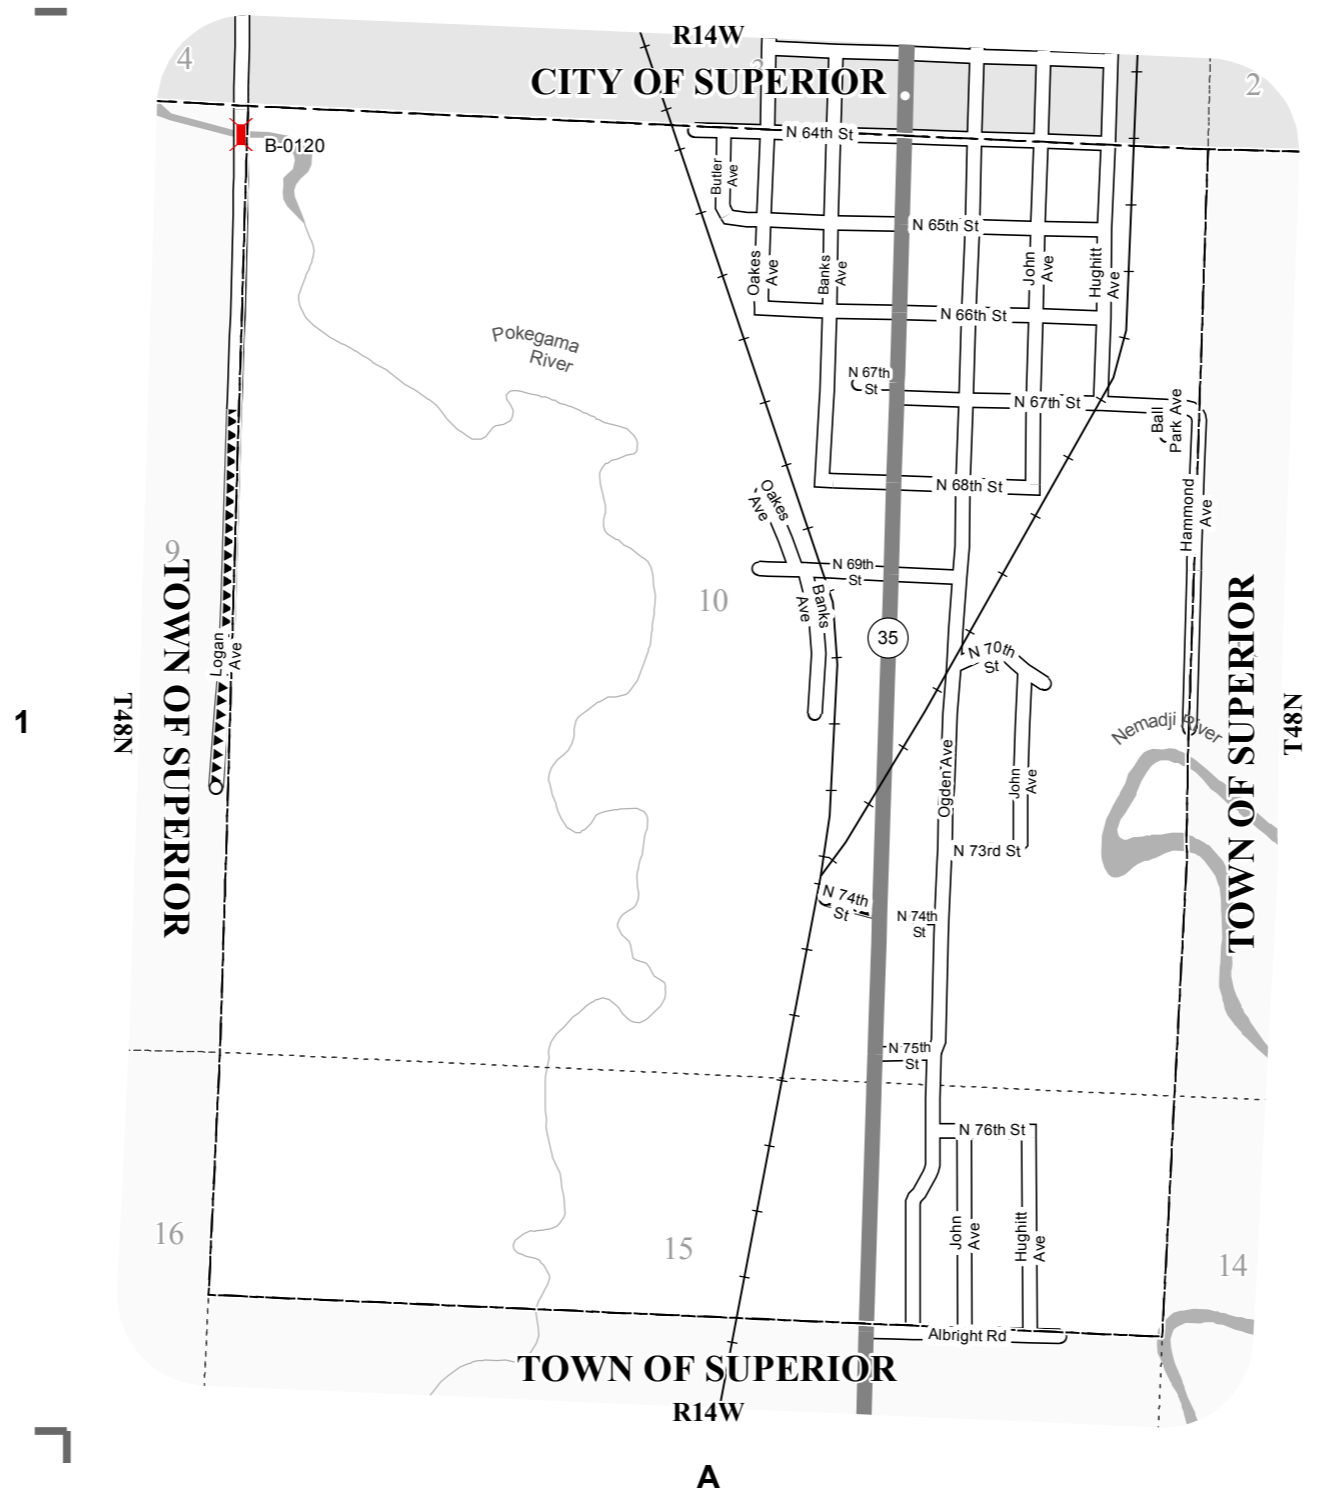 R14W
4
3
2
CITY OF SUPERIOR
N 64th St
B-0120
Butler
Ave
N 65th St
Oakes
Ave
Banks
Ave
John
Ave
Hughitt
Ave
N 66th St
Pokegama
River
N 67th
St
N 67th St
Ball
Park Ave
N 68th St
Oakes
Ave
Hammond
Ave
9
N 69th
St
10
Banks
Ave
35
Logan
Ave
N 70th
St
TOWN OF SUPERIOR
T48N
1
Nemadji River
TOWN OF SUPERIOR
T48N
Ogden Ave
John
Ave
N 73rd St
N 74th
St
N 74th
St
N 75th
St
N 76th St
16
15
John
Ave
Hughitt
Ave
14
Albright Rd
TOWN OF SUPERIOR
R14W
A